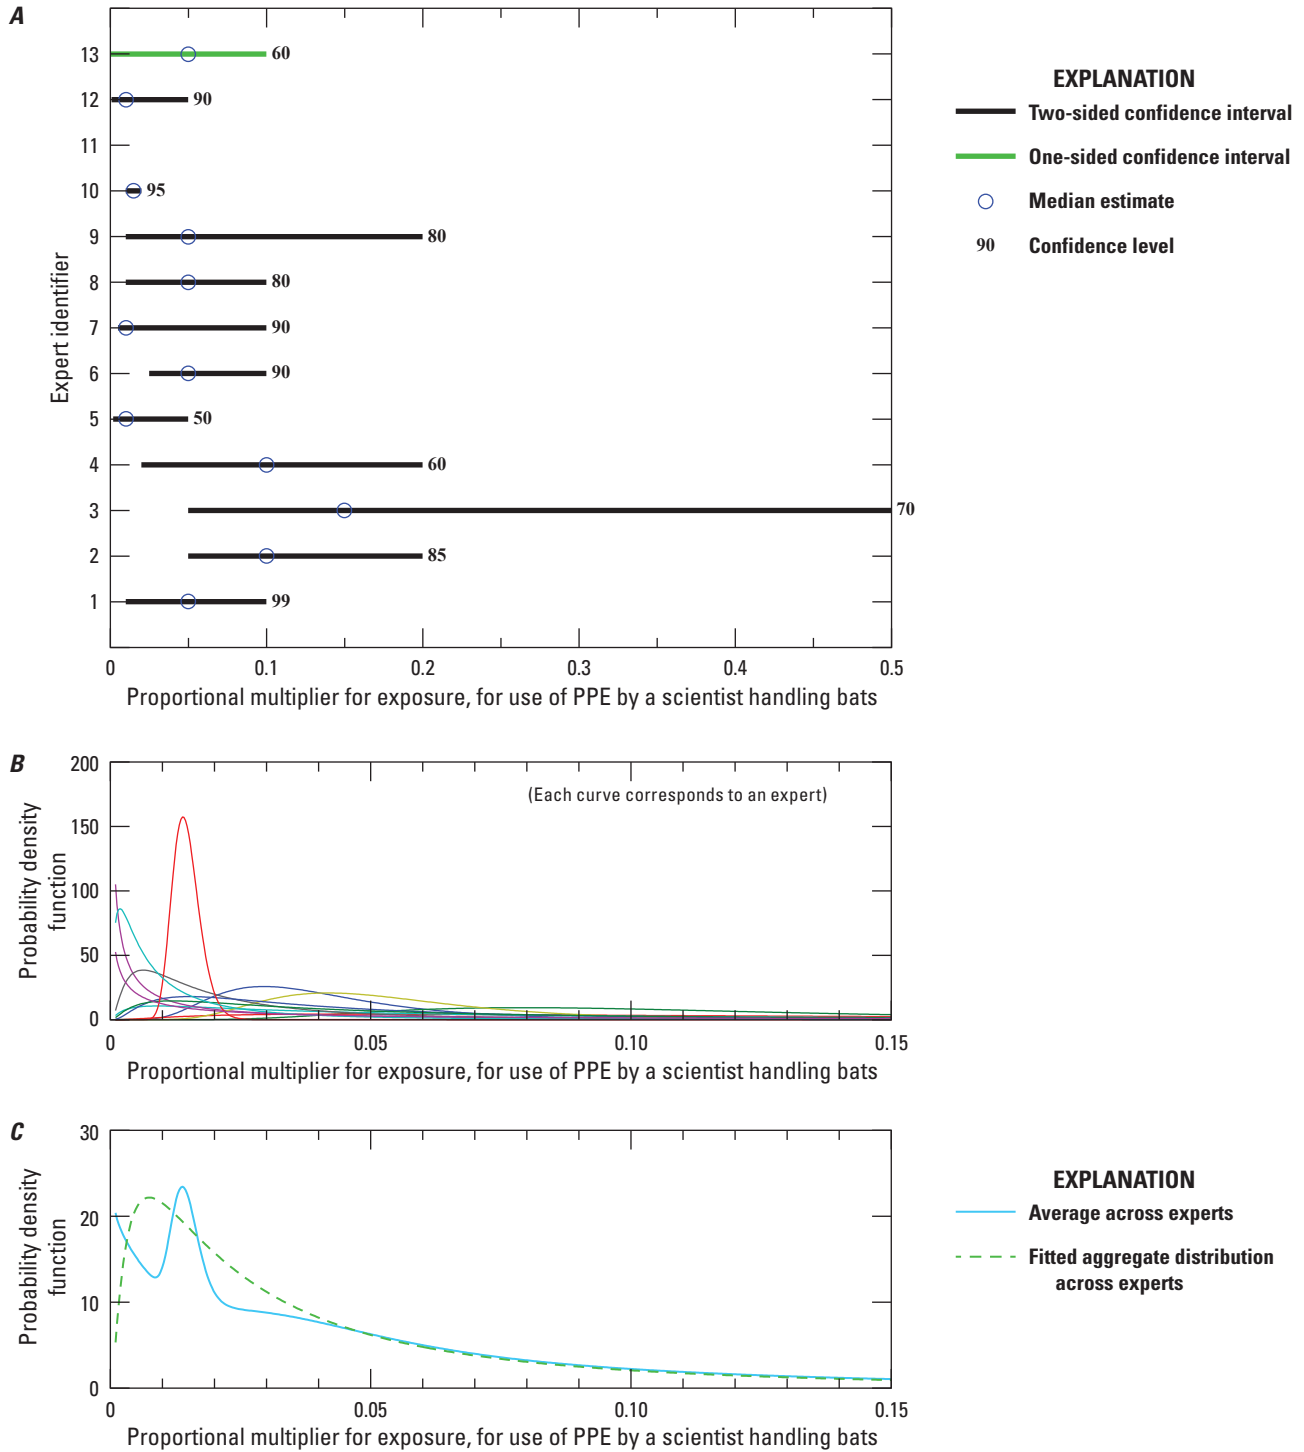 A
13
12
11
10
9
8
7
6
5
4
3
2
1
60
90
95
80
80
90
90
50
60
70
85
99
Expert identifier
0 0.1 0.2 0.3 0.4 0.5
Proportional multiplier for exposure, for use of PPE by a scientist handling bats
EXPLANATION
Two-sided confidence interval
One-sided confidence interval
Median estimate
90 Confidence level
B
200
150
100
50
0
Probability density
function
(Each curve corresponds to an expert)
0 0.05 0.10 0.15
Proportional multiplier for exposure, for use of PPE by a scientist handling bats
C
30
20
10
0
Probability density
function
0 0.05 0.10 0.15
Proportional multiplier for exposure, for use of PPE by a scientist handling bats
EXPLANATION
Average across experts
Fitted aggregate distribution
across experts